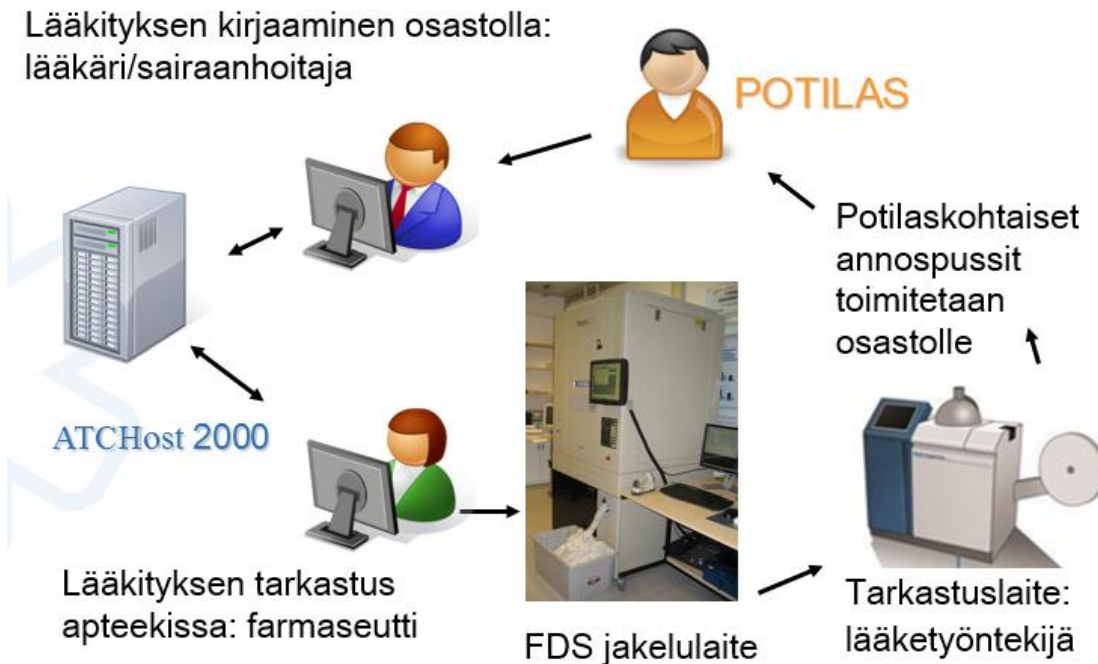 Lääkityksen kirjaaminen osastolla:
lääkäri/sairaanhoitaja
POTILAS
Potilaskohtaiset
annospussit
toimitetaan
osastolle
ATCHost 2000
Lääkityksen tarkastus
apteekissa: farmaseutti
FDS jakelulaite
Tarkastuslaite:
lääketyöntekijä